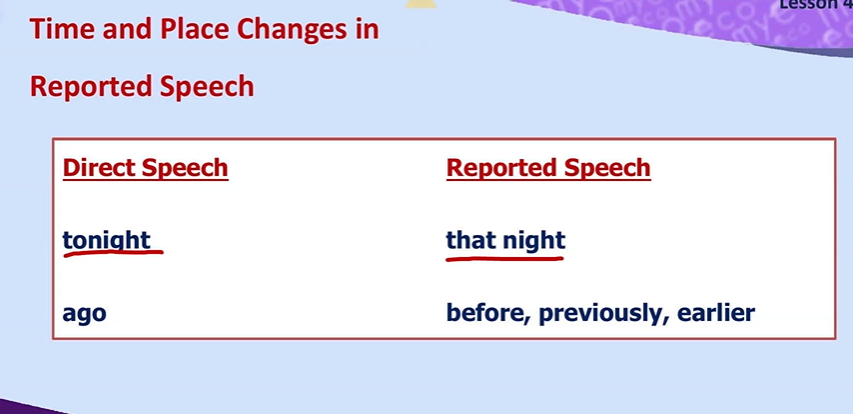 Lesson 4
Time and Place Changes in
Reported Speech
Direct Speech Reported Speech
tonight that night
ago before, previously, earlier